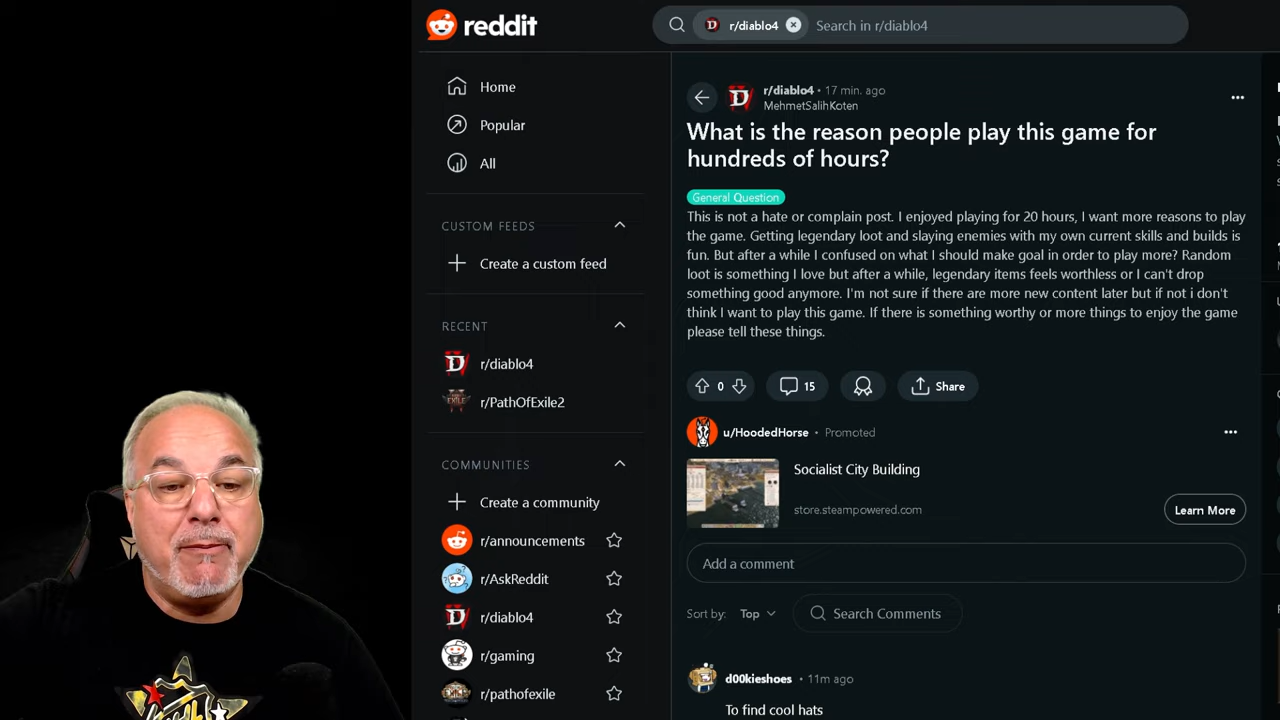 reddit
r/diablo4
Search in r/diablo4
Home
Popular
All
CUSTOM FEEDS
Create a custom feed
RECENT
r/diablo4
r/PathOfExile2
COMMUNITIES
Create a community
r/announcements
r/AskReddit
r/diablo4
r/gaming
r/pathofexile
r/diablo4 • 17 min. ago
MehmetSalihKoten
What is the reason people play this game for
hundreds of hours?
General Question
This is not a hate or complain post. I enjoyed playing for 20 hours, I want more reasons to play
the game. Getting legendary loot and slaying enemies with my own current skills and builds is
fun. But after a while I confused on what I should make goal in order to play more? Random
loot is something I love but after a while, legendary items feels worthless or I can't drop
something good anymore. I'm not sure if there are more new content later but if not i don't
think I want to play this game. If there is something worthy or more things to enjoy the game
please tell these things.
0
15
Share
u/HoodedHorse • Promoted
Socialist City Building
store.steampowered.com
Learn More
Add a comment
Sort by: Top
Search Comments
d00kieshoes • 11m ago
To find cool hats